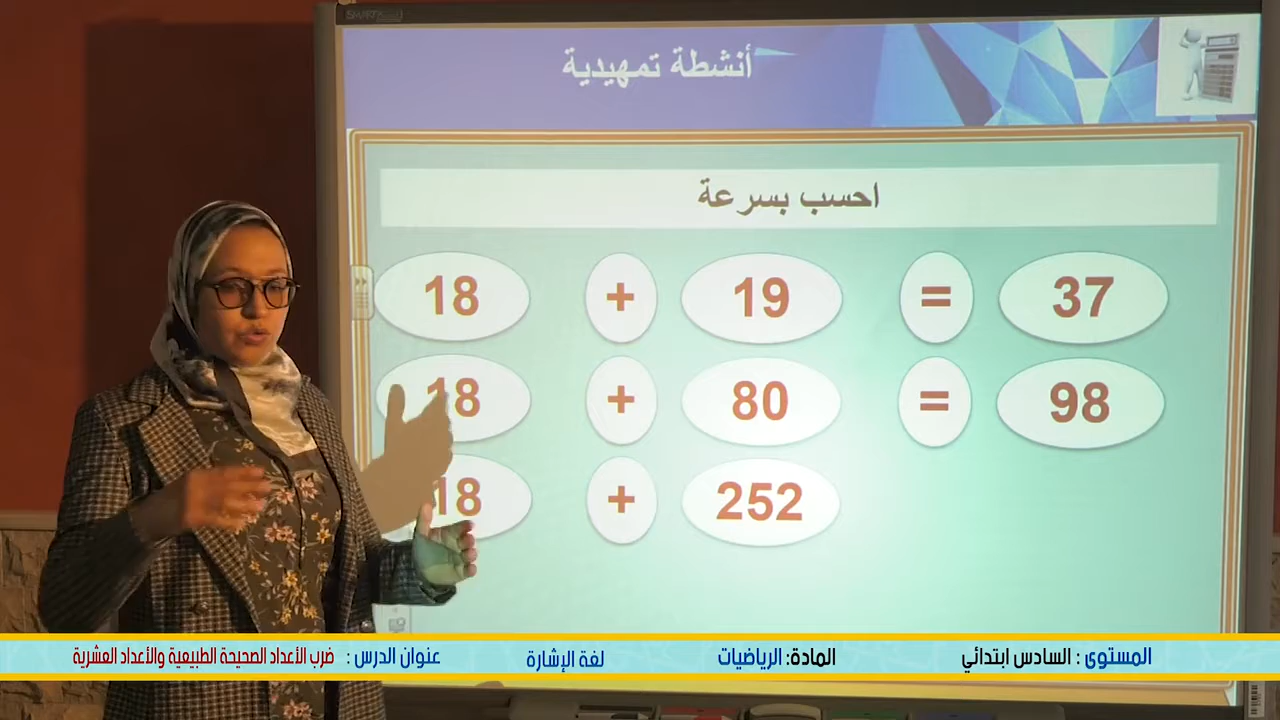 SMART
أنشطة تمهيدية
احسب بسرعة
18 + 19 = 37
18 + 80 = 98
18 + 252
المستوى : السادس ابتدائي المادة: الرياضيات لغة الإشارة عنوان الدرس : ضرب الأعداد الصحيحة الطبيعية والأعداد العشرية